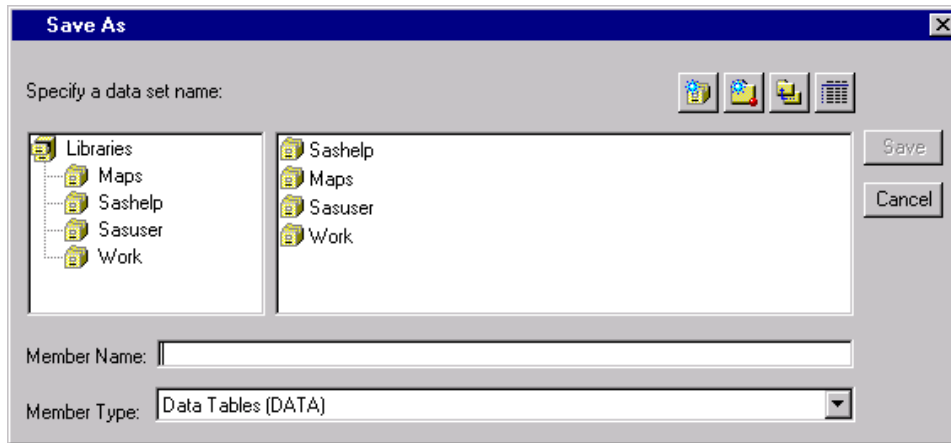 Save As
Specify a data set name:
Libraries
Maps
Sashelp
Sasuser
Work
Sashelp
Maps
Sasuser
Work
Save
Cancel
Member Name:
Member Type: Data Tables (DATA)